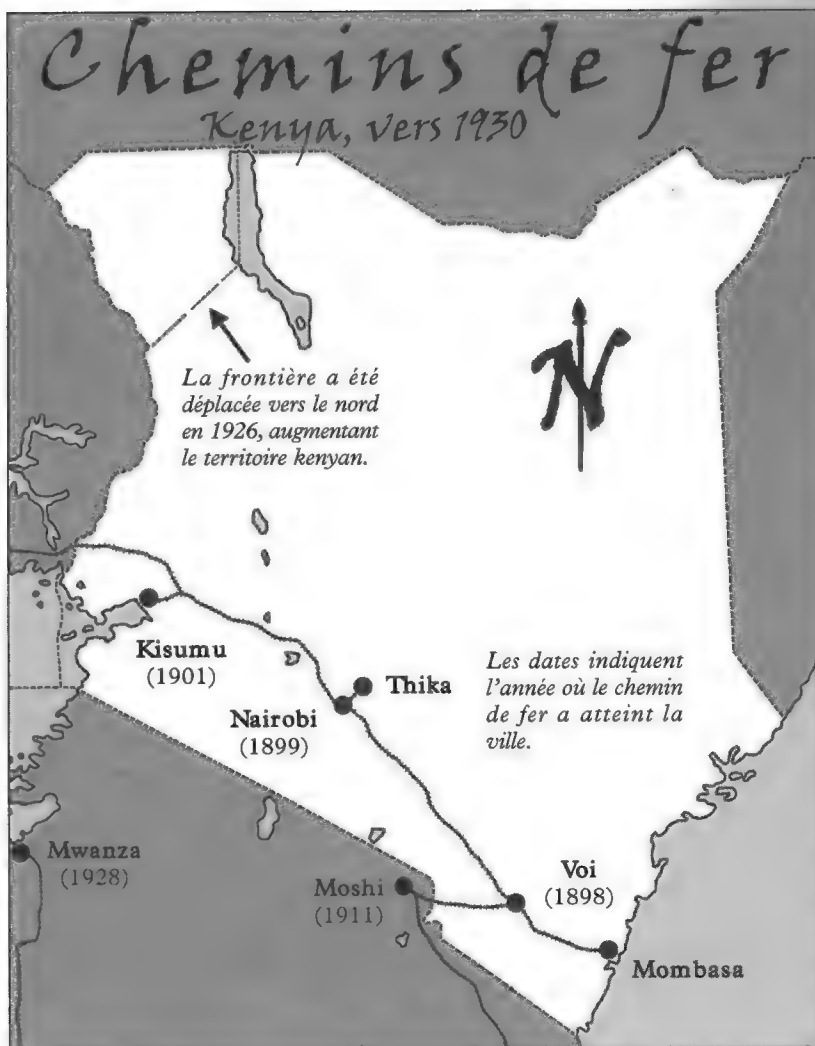 Chemins de fer
Kenya, vers 1930
La frontière a été
déplacée vers le nord
en 1926, augmentant
le territoire kenyan.
N
Kisumu
(1901)
Thika
Nairobi
(1899)
Les dates indiquent
l'année où le chemin
de fer a atteint la
ville.
Mwanza
(1928)
Moshi
(1911)
Voi
(1898)
Mombasa